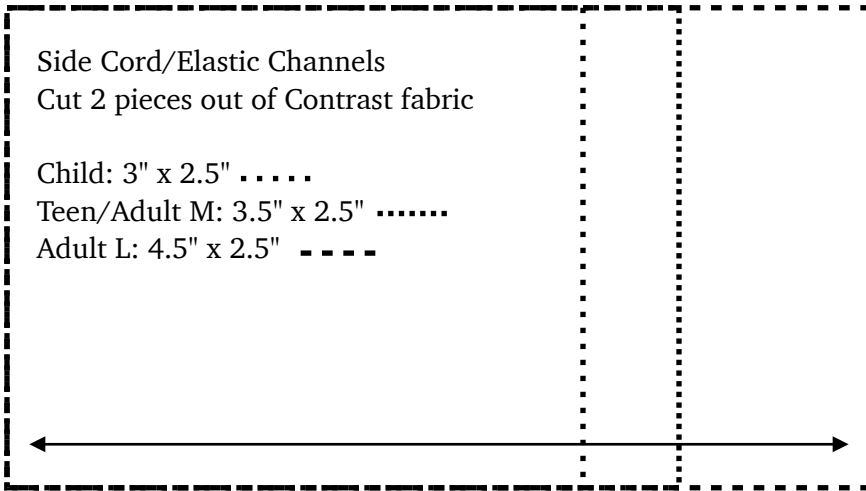 Side Cord/Elastic Channels
Cut 2 pieces out of Contrast fabric
Child: 3" x 2.5"
Teen/Adult M: 3.5" x 2.5"
Adult L: 4.5" x 2.5"